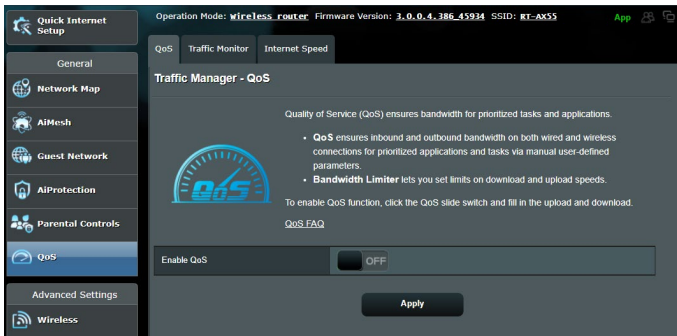 Quick Internet
Setup
Operation Mode: Wireless router Firmware Version: 3.0.0.4.386_45934 SSID: RT-AX55
App
General
Network Map
AiMesh
Guest Network
AiProtection
Parental Controls
QoS
Advanced Settings
Wireless
QoS Traffic Monitor Internet Speed
Traffic Manager - QoS
Quality of Service (QoS) ensures bandwidth for prioritized tasks and applications.
• QoS ensures inbound and outbound bandwidth on both wired and wireless
connections for prioritized applications and tasks via manual user-defined
parameters.
• Bandwidth Limiter lets you set limits on download and upload speeds.
To enable QoS function, click the QoS slide switch and fill in the upload and download.
QoS FAQ
QoS
Enable QoS OFF
Apply